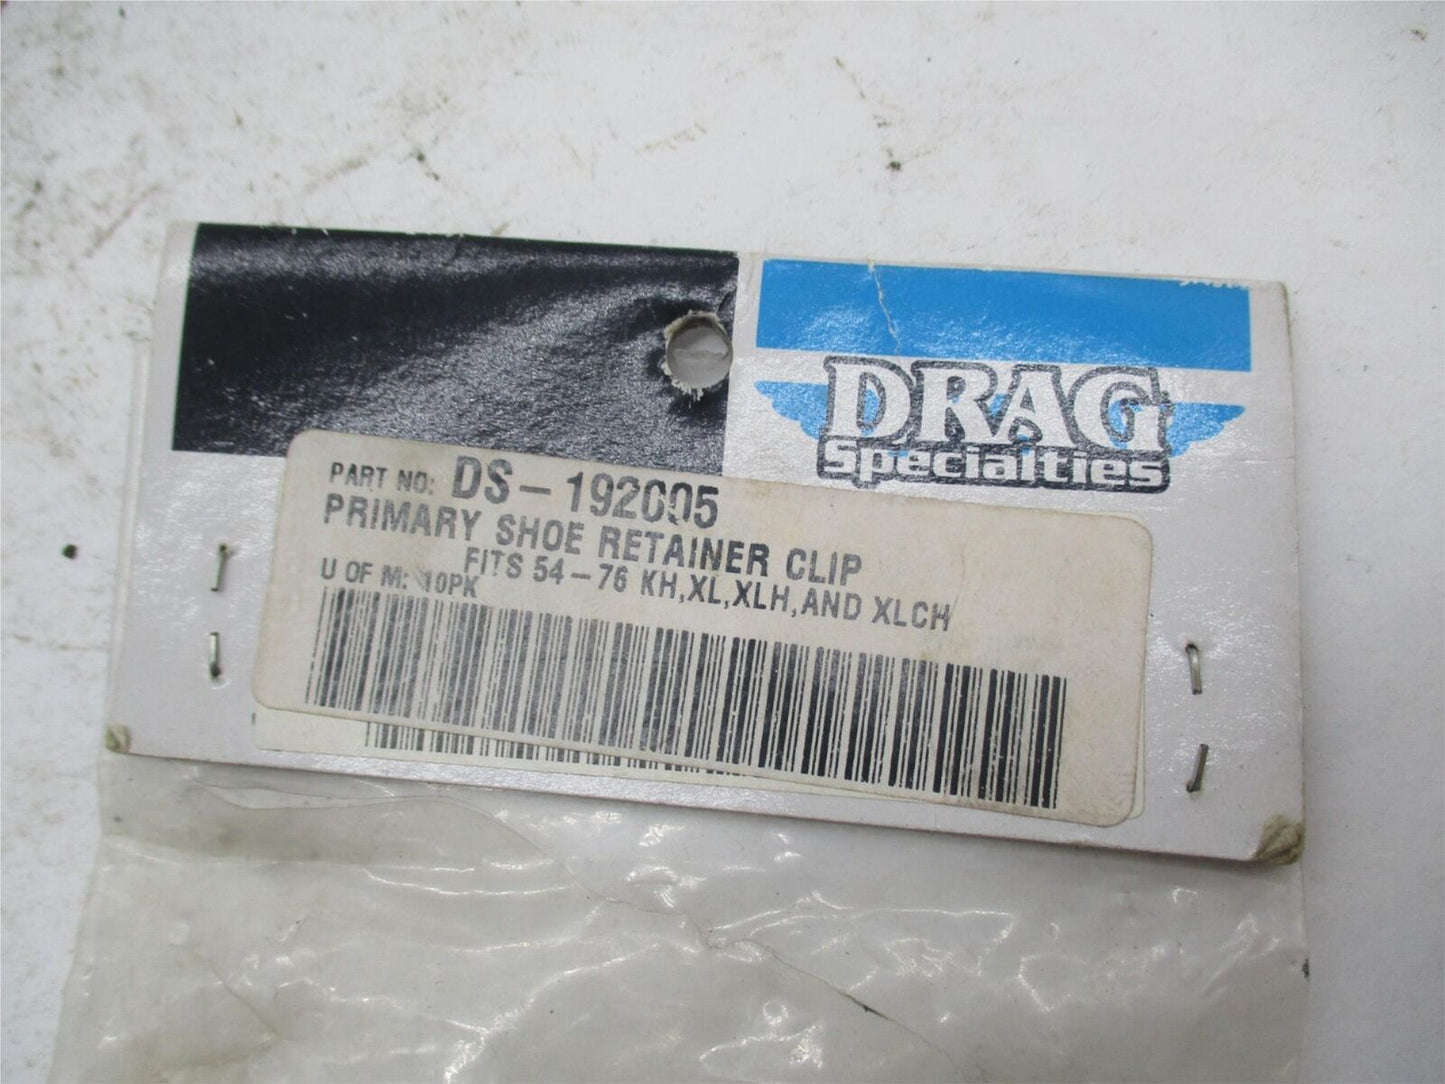 DRAG
Specialties
PART NO: DS-192005
PRIMARY SHOE RETAINER CLIP
FITS 54-76 KH,XL,XLH,AND XLCH
U OF M: 10PK